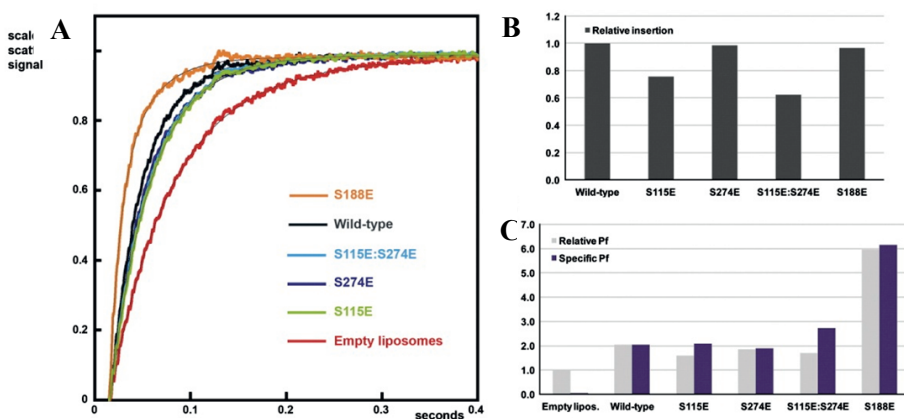 A
scat
signal
1
0.8
0.6
0.4
0.2
0
S188E
Wild-type
S115E:S274E
S274E
S115E
Empty liposomes
0 0.1 0.2 0.3 0.4
seconds
B
Relative insertion
1.2
1.0
0.8
0.6
0.4
0.2
0.0
Wild-type S115E S274E S115E:S274E S188E
C
Relative Pf
Specific Pf
7.0
6.0
5.0
4.0
3.0
2.0
1.0
0.0
Empty lipos. Wild-type S115E S274E S115E:S274E S188E